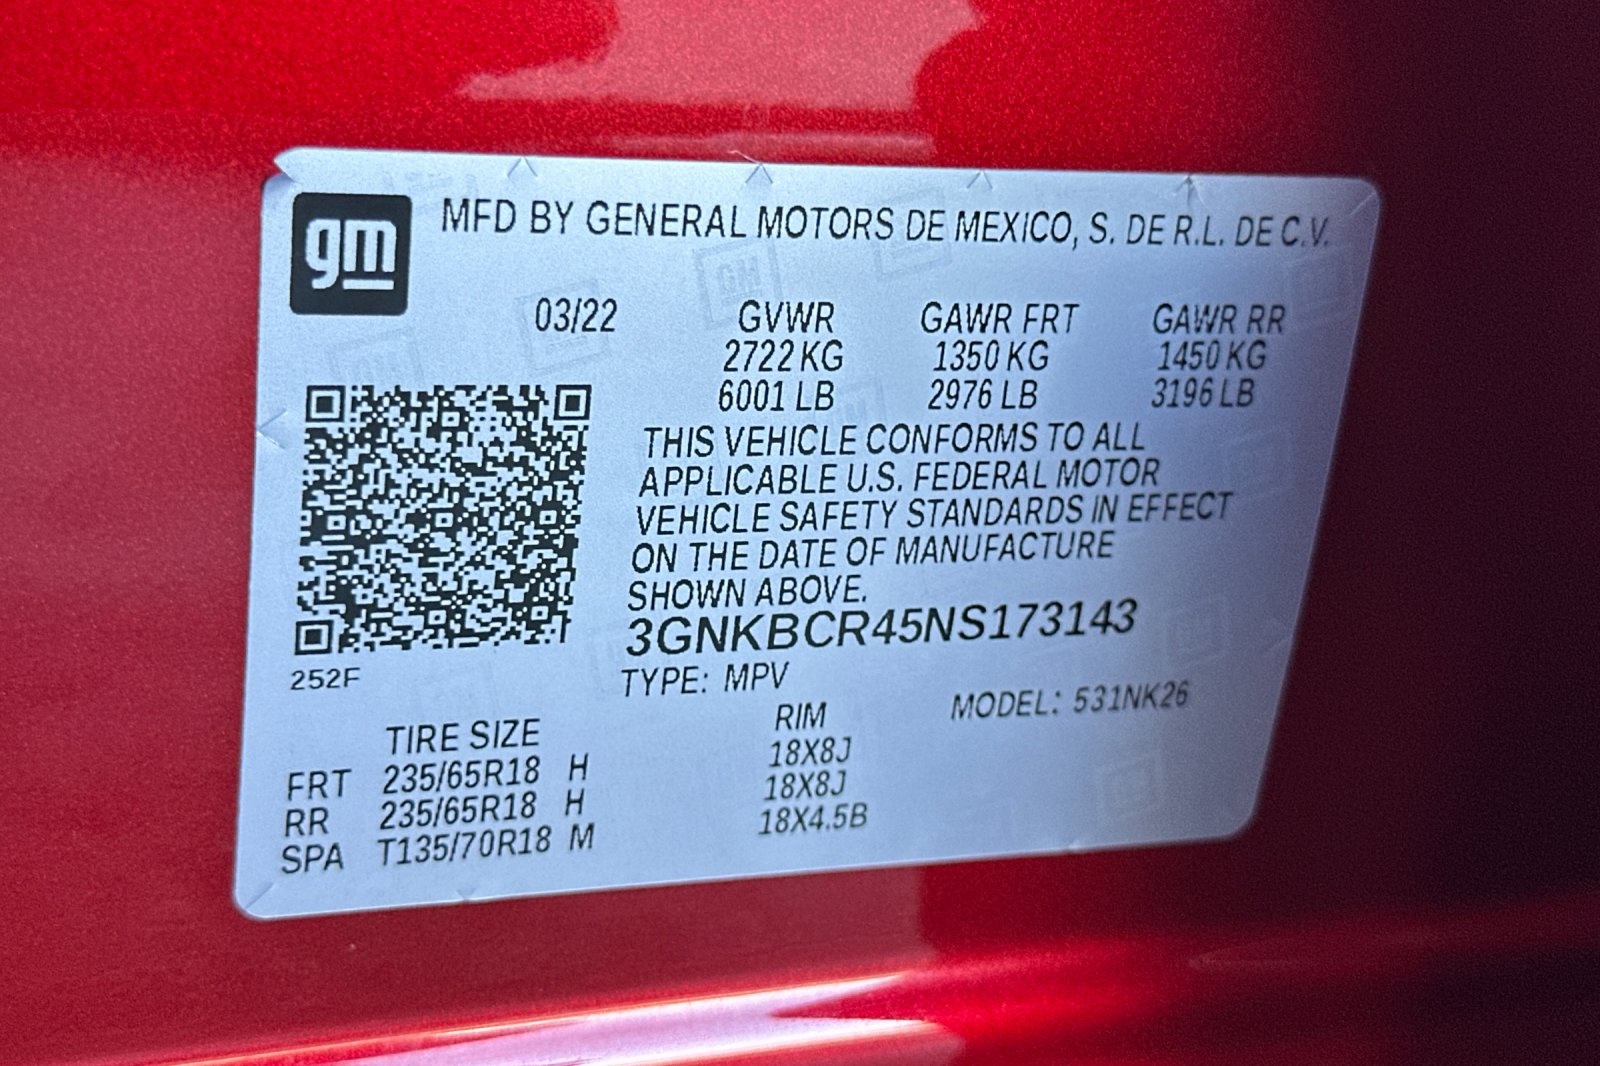 gm
MFD BY GENERAL MOTORS DE MEXICO, S. DE R.L. DE C.V.
03/22 GVWR GAWR FRT GAWR RR
2722 KG 1350 KG 1450 KG
6001 LB 2976 LB 3196 LB
THIS VEHICLE CONFORMS TO ALL
APPLICABLE U.S. FEDERAL MOTOR
VEHICLE SAFETY STANDARDS IN EFFECT
ON THE DATE OF MANUFACTURE
SHOWN ABOVE.
3GNKBCR45NS173143
252F
TYPE: MPV MODEL: 531NK26
TIRE SIZE RIM
FRT 235/65R18 H 18X8J
RR 235/65R18 H 18X8J
SPA T135/70R18 M 18X4.5B